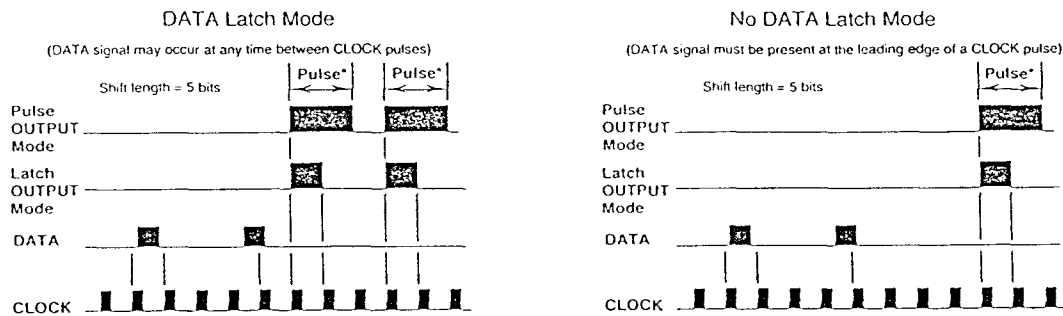 DATA Latch Mode
(DATA signal may occur at any time between CLOCK pulses)
Shift length = 5 bits
Pulse*
Pulse*
Pulse
OUTPUT
Mode
Latch
OUTPUT
Mode
DATA
CLOCK
No DATA Latch Mode
(DATA signal must be present at the leading edge of a CLOCK pulse)
Shift length = 5 bits
Pulse*
Pulse
OUTPUT
Mode
Latch
OUTPUT
Mode
DATA
CLOCK